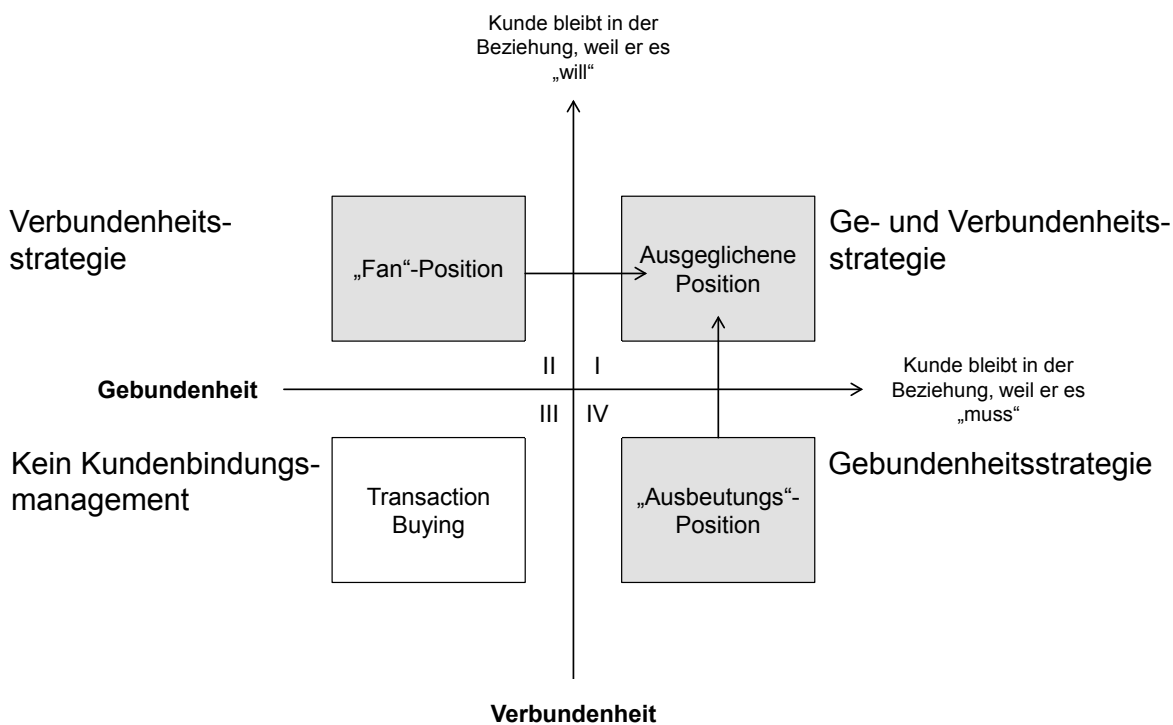 Kunde bleibt in der
Beziehung, weil er es
„will“
Verbundenheits-
strategie
„Fan“-Position
Ausgeglichene
Position
Ge- und Verbundenheits-
strategie
II
I
Gebundenheit
Kunde bleibt in der
Beziehung, weil er es
„muss“
III
IV
Kein Kundenbindungs-
management
Transaction
Buying
„Ausbeutungs“-
Position
Gebundenheitsstrategie
Verbundenheit